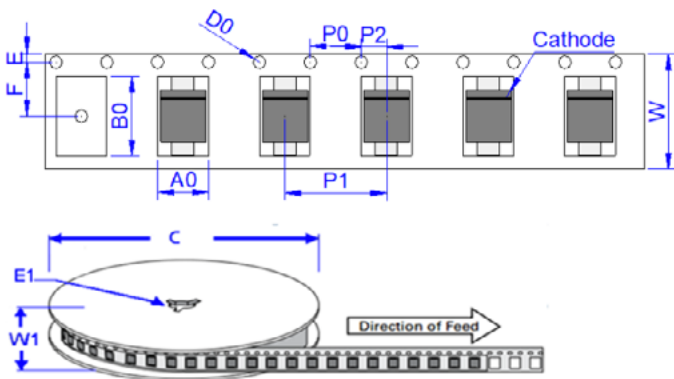 D0
P0
P2
Cathode
E
F
B0
W
A0
P1
C
E1
W1
Direction of Feed